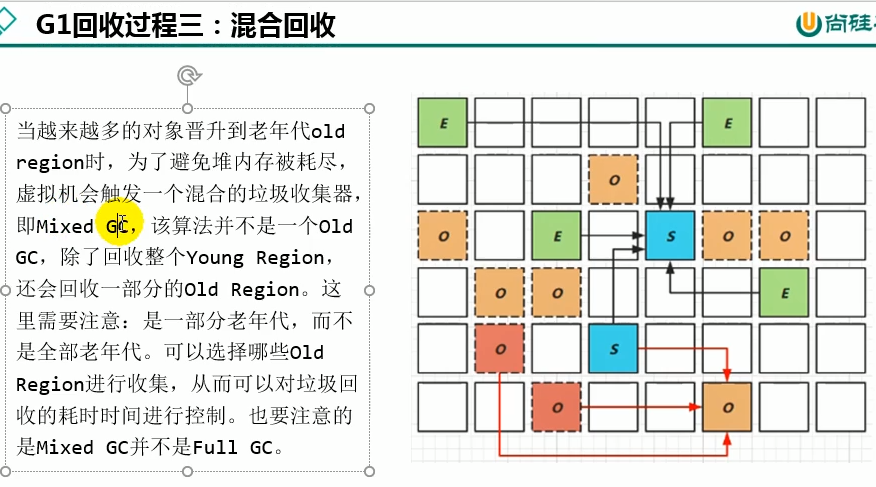 G1回收过程三：混合回收
尚硅
当越来越多的对象晋升到老年代old
region时，为了避免堆内存被耗尽，
虚拟机会触发一个混合的垃圾收集器，
即Mixed GC，该算法并不是一个Old
GC，除了回收整个Young Region，
还会回收一部分的Old Region。这
里需要注意：是一部分老年代，而不
是全部老年代。可以选择哪些Old
Region进行收集，从而可以对垃圾回
收的耗时时间进行控制。也要注意的
是Mixed GC并不是Full GC。
E E
O
O E S O O
O O E
O S
O O